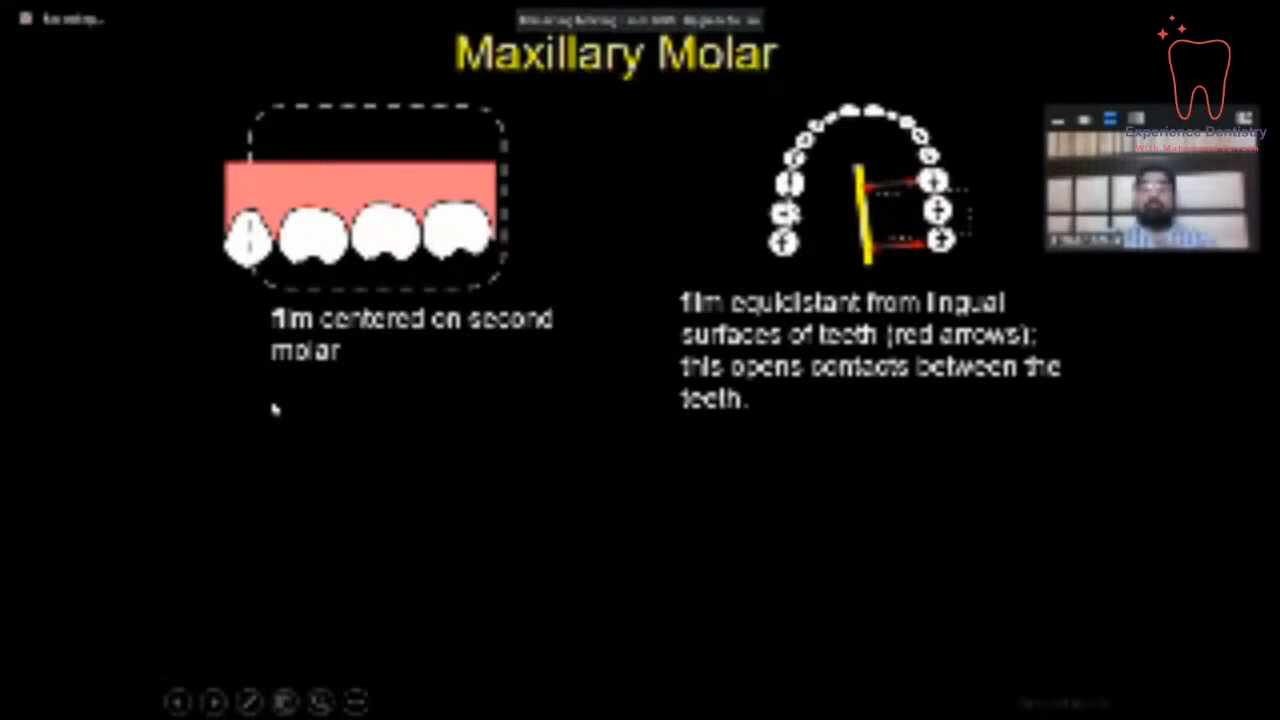 Maxillary Molar
Experience Dentistry
film centered on second
molar
film equidistant from lingual
surfaces of teeth (red arrows);
this opens contacts between the
teeth.